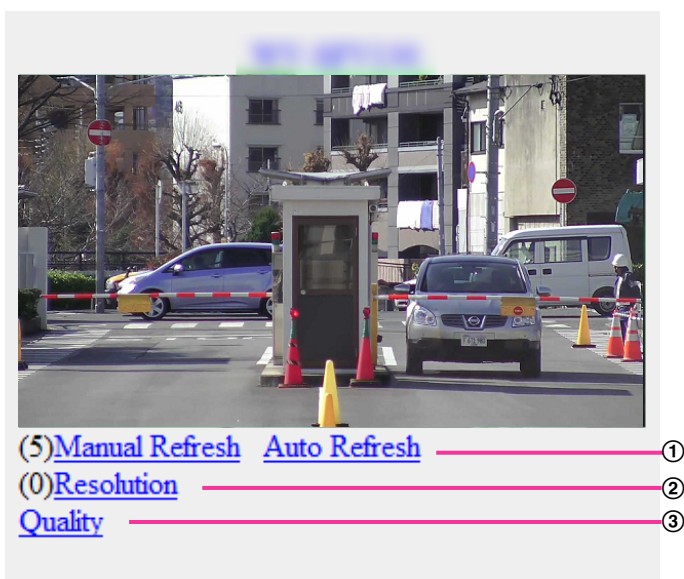 (5)Manual Refresh Auto Refresh ①
(0)Resolution ②
Quality ③